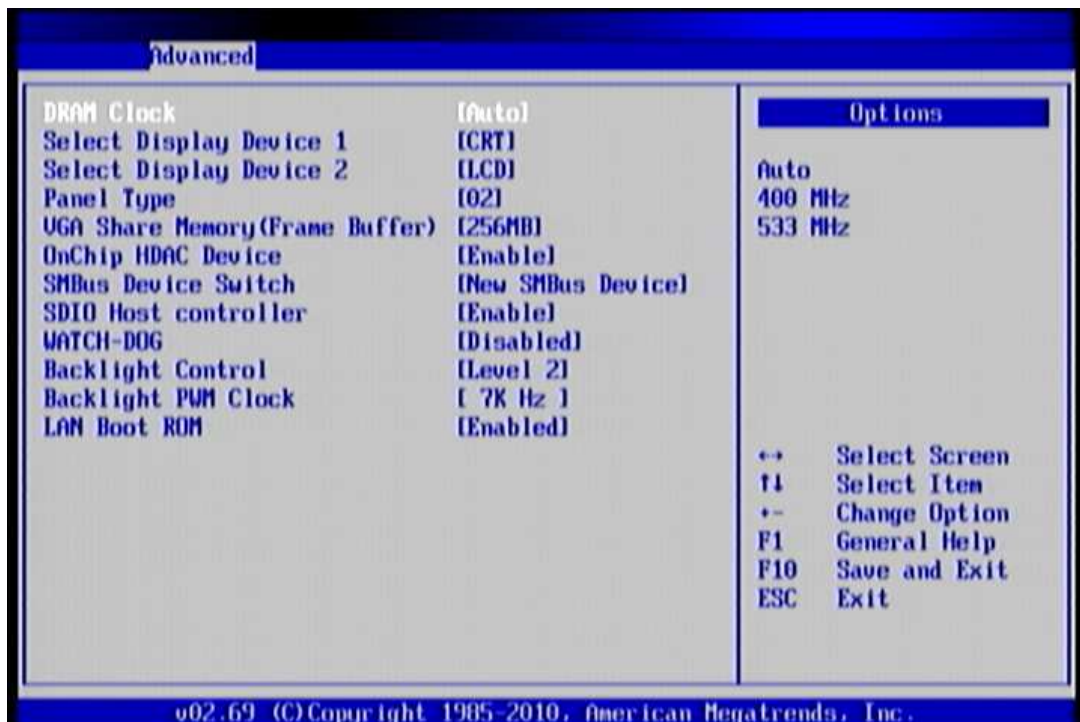 Advanced
DRAM Clock [Auto]
Select Display Device 1 [CRT]
Select Display Device 2 [LCD]
Panel Type [02]
VGA Share Memory(Frame Buffer) [256MB]
OnChip HDAC Device [Enable]
SMBus Device Switch [New SMBus Device]
SDIO Host controller [Enable]
WATCH-DOG [Disabled]
Backlight Control [Level 2]
Backlight PWM Clock [ 7K Hz ]
LAN Boot ROM [Enabled]
Options
Auto
400 MHz
533 MHz
↔ Select Screen
↑↓ Select Item
+- Change Option
F1 General Help
F10 Save and Exit
ESC Exit
v02.69 (C)Copyright 1985-2010, American Megatrends, Inc.